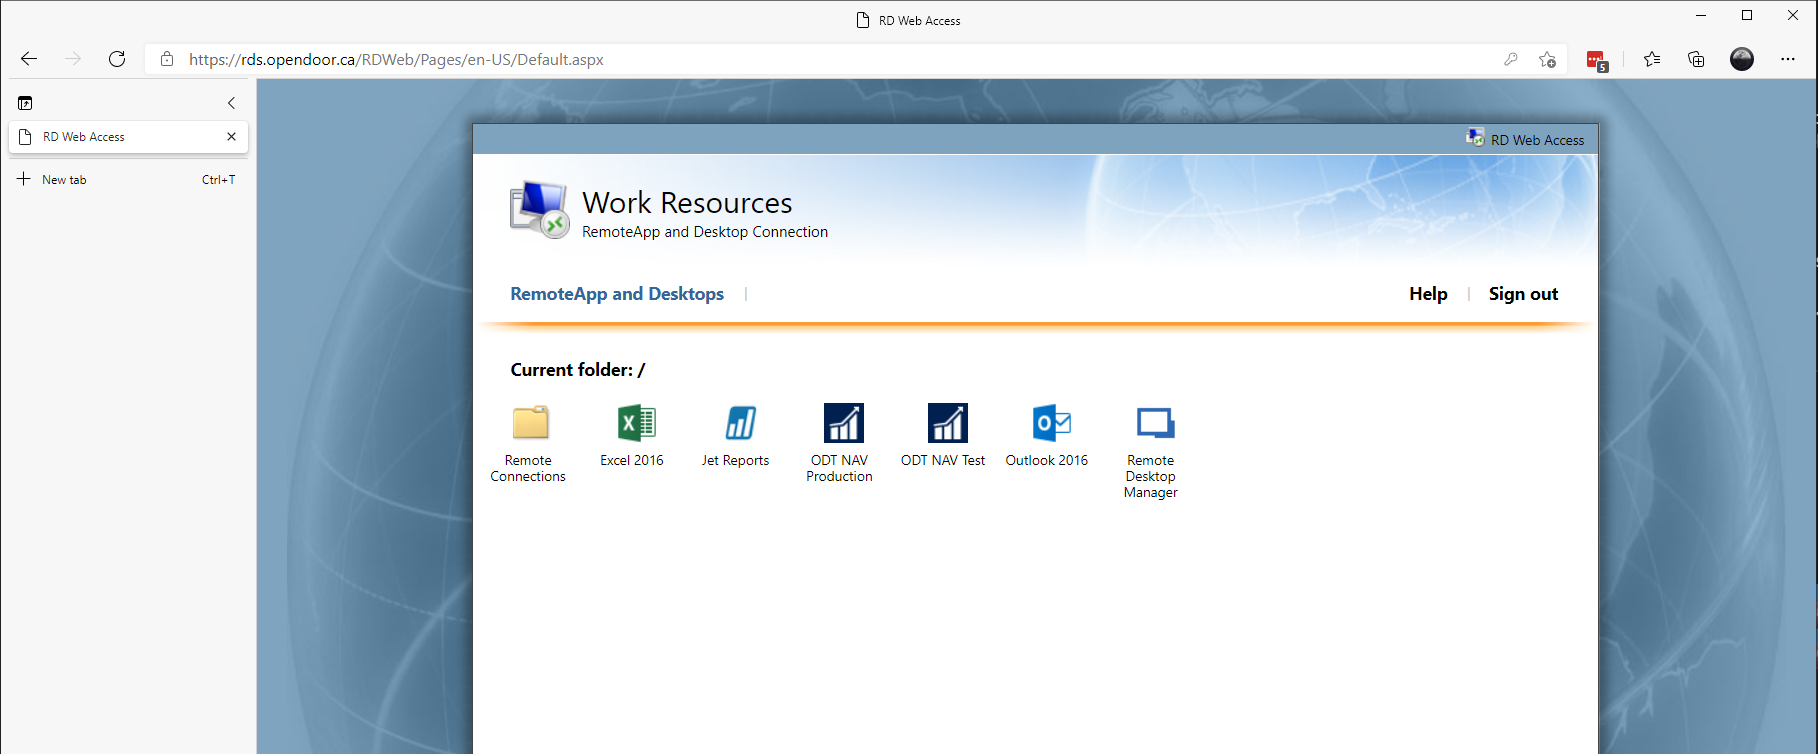 RD Web Access
https://rds.opendoor.ca/RDWeb/Pages/en-US/Default.aspx
5
RD Web Access
New tab Ctrl+T
RD Web Access
Work Resources
RemoteApp and Desktop Connection
RemoteApp and Desktops | Help | Sign out
Current folder: /
Remote
Connections
Excel 2016
Jet Reports
ODT NAV
Production
ODT NAV Test
Outlook 2016
Remote
Desktop
Manager